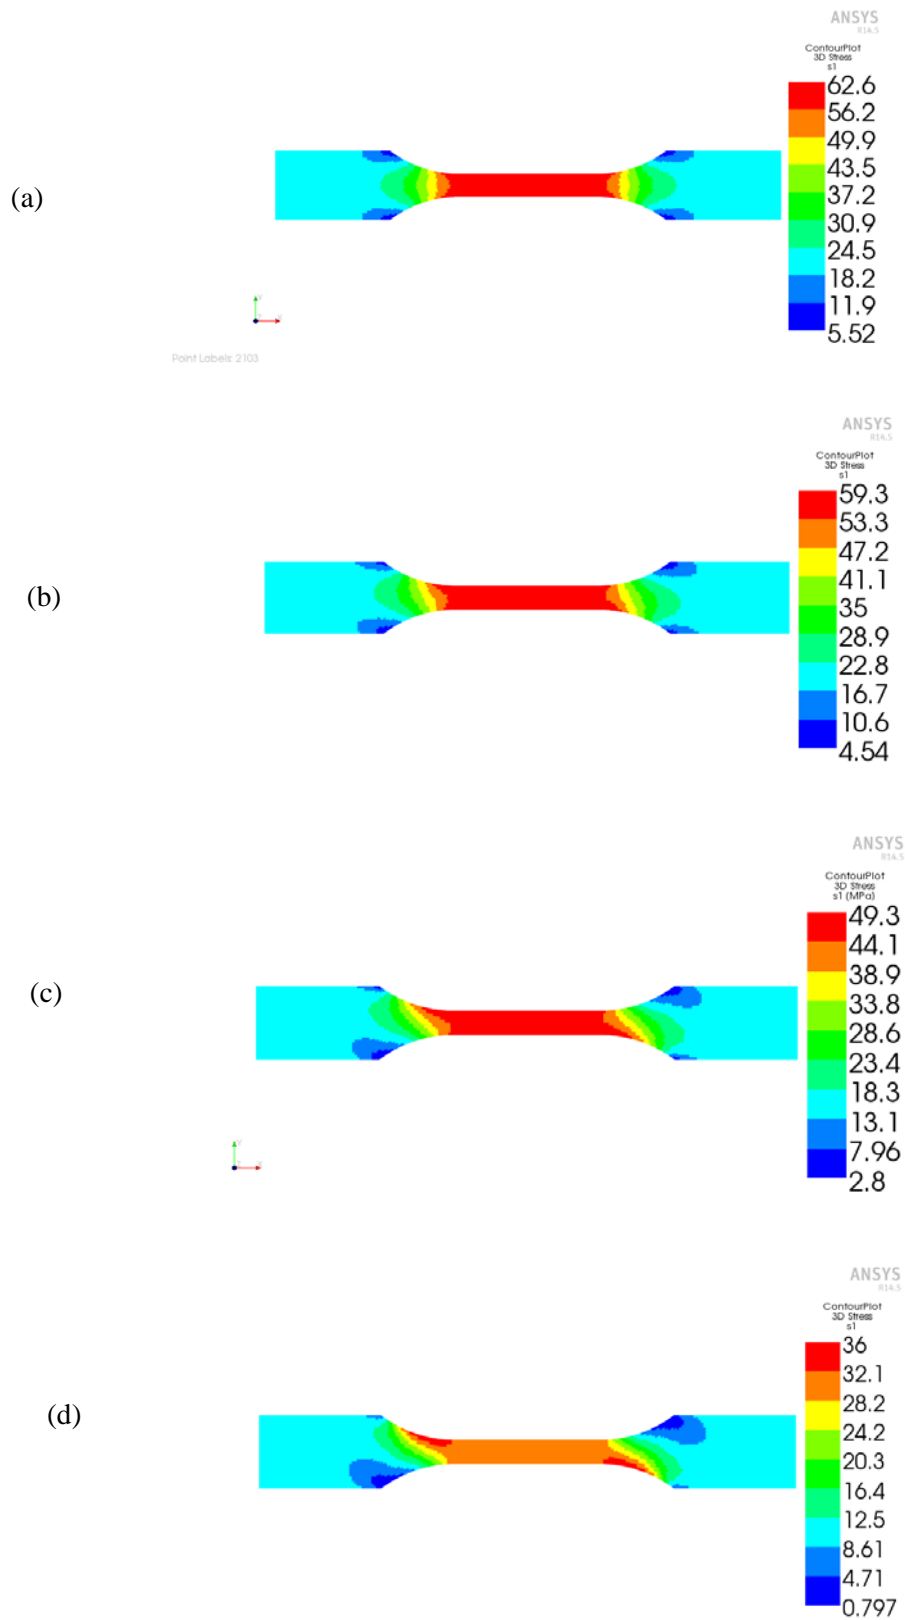 ANSYS
R14.5
ContourPlot
3D Stress
s1
62.6
56.2
49.9
43.5
37.2
30.9
24.5
18.2
11.9
5.52
(a)
Y
X
Point Labels: 2103
ANSYS
R14.5
ContourPlot
3D Stress
s1
59.3
53.3
47.2
41.1
35
28.9
22.8
16.7
10.6
4.54
(b)
ANSYS
R14.5
ContourPlot
3D Stress
s1 (MPa)
49.3
44.1
38.9
33.8
28.6
23.4
18.3
13.1
7.96
2.8
(c)
Y
X
ANSYS
R14.5
ContourPlot
3D Stress
s1
36
32.1
28.2
24.2
20.3
16.4
12.5
8.61
4.71
0.797
(d)